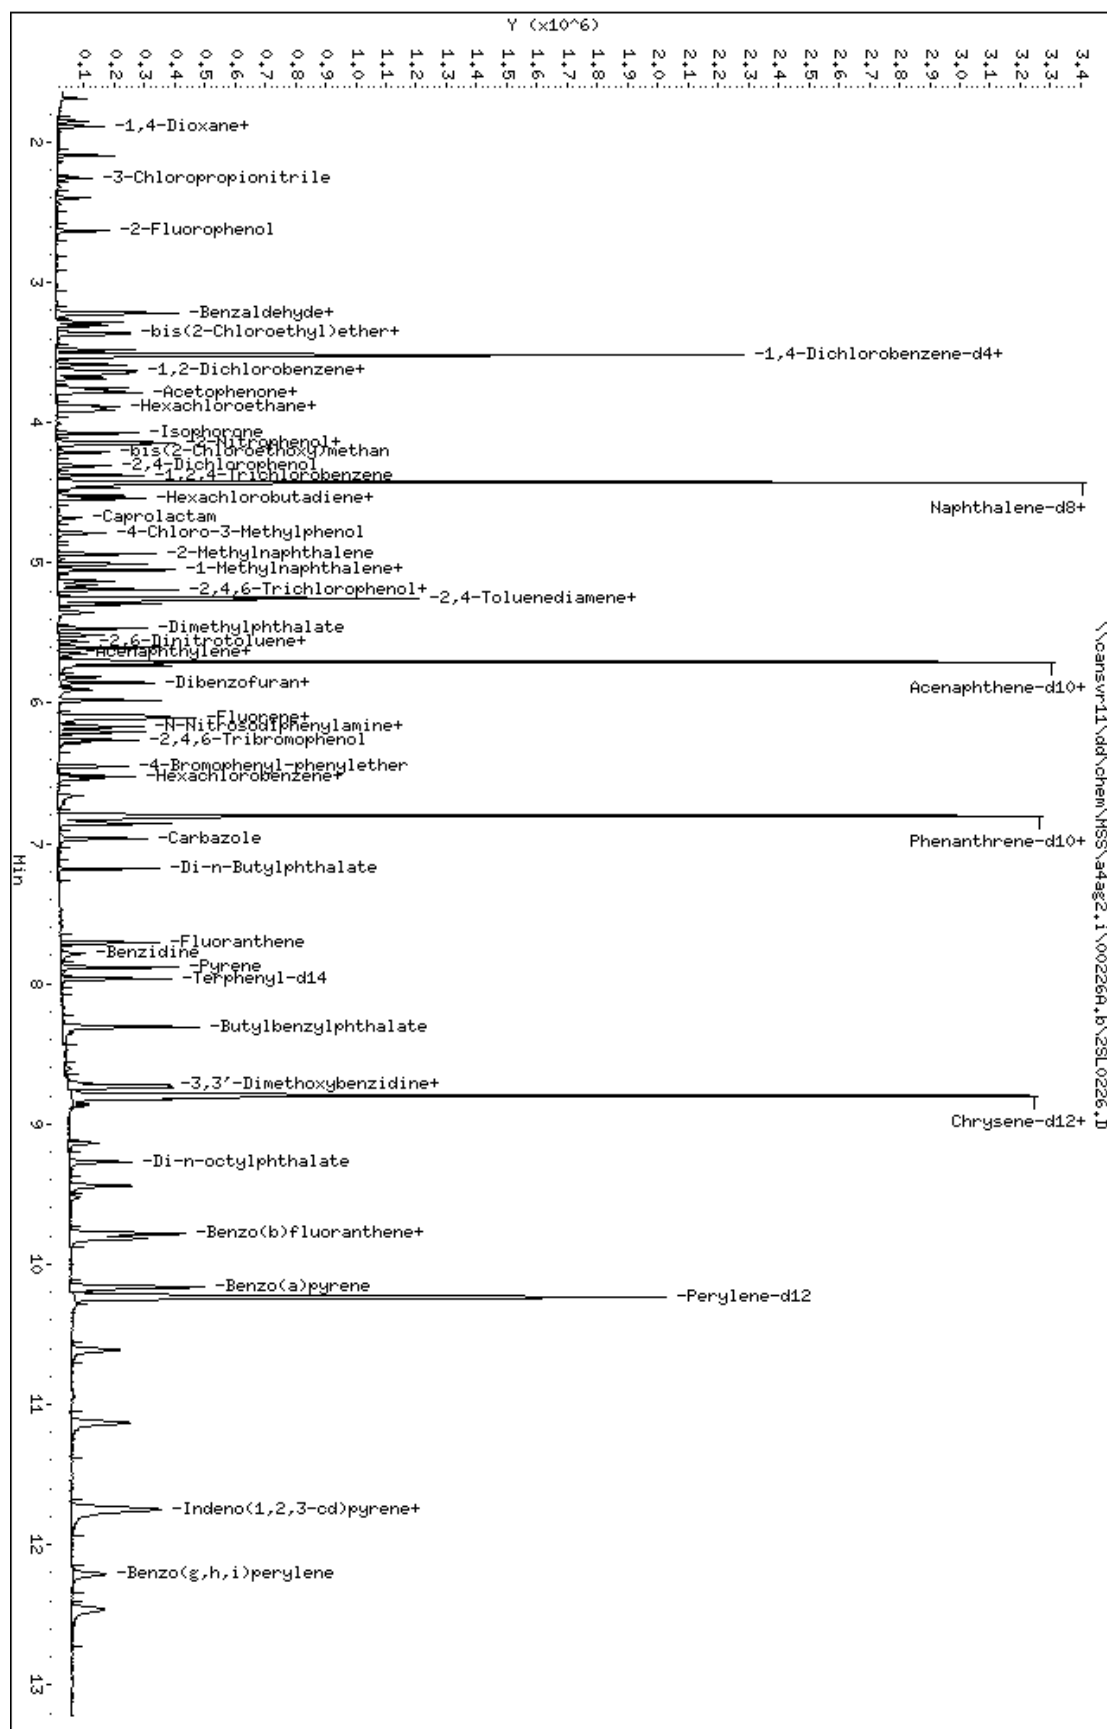 Y (x10^6)
0.1
0.2
0.3
0.4
0.5
0.6
0.7
0.8
0.9
1.0
1.1
1.2
1.3
1.4
1.5
1.6
1.7
1.8
1.9
2.0
2.1
2.2
2.3
2.4
2.5
2.6
2.7
2.8
2.9
3.0
3.1
3.2
3.3
3.4
-1,4-Dioxane+
2
-3-Chloropropionitrile
-2-Fluorophenol
3
-Benzaldehyde+
-bis(2-Chloroethyl)ether+
-1,4-Dichlorobenzene-d4+
-1,2-Dichlorobenzene+
-Acetophenone+
-Hexachloroethane+
4
-Isophorone
-2-Nitrophenol+
-bis(2-Chloroethoxy)methan
-2,4-Dichlorophenol
-1,2,4-Trichlorobenzene
-Hexachlorobutadiene+
Naphthalene-d8+
-Caprolactam
-4-Chloro-3-Methylphenol
-2-Methylnaphthalene
5
-1-Methylnaphthalene+
-2,4,6-Trichlorophenol+
-2,4-Toluenediamene+
-Dimethylphthalate
-2,6-Dinitrotoluene+
-Acenaphthylene+
-Dibenzofuran+
Acenaphthene-d10+
6
-Fluorene+
-N-Nitrosodiphenylamine+
-2,4,6-Tribromophenol
-4-Bromophenyl-phenylether
-Hexachlorobenzene+
-Carbazole
Phenanthrene-d10+
7
Min
-Di-n-Butylphthalate
-Fluoranthene
-Benzidine
-Pyrene
-Terphenyl-d14
8
-Butylbenzylphthalate
-3,3'-Dimethoxybenzidine+
Chrysene-d12+
9
-Di-n-octylphthalate
-Benzo(b)fluoranthene+
10
-Benzo(a)pyrene
-Perylene-d12
11
-Indeno(1,2,3-cd)pyrene+
12
-Benzo(g,h,i)perylene
13
\\cansvr11\dd\chem\MSS\a4ag2.i\00226A.b\2SL0226.D